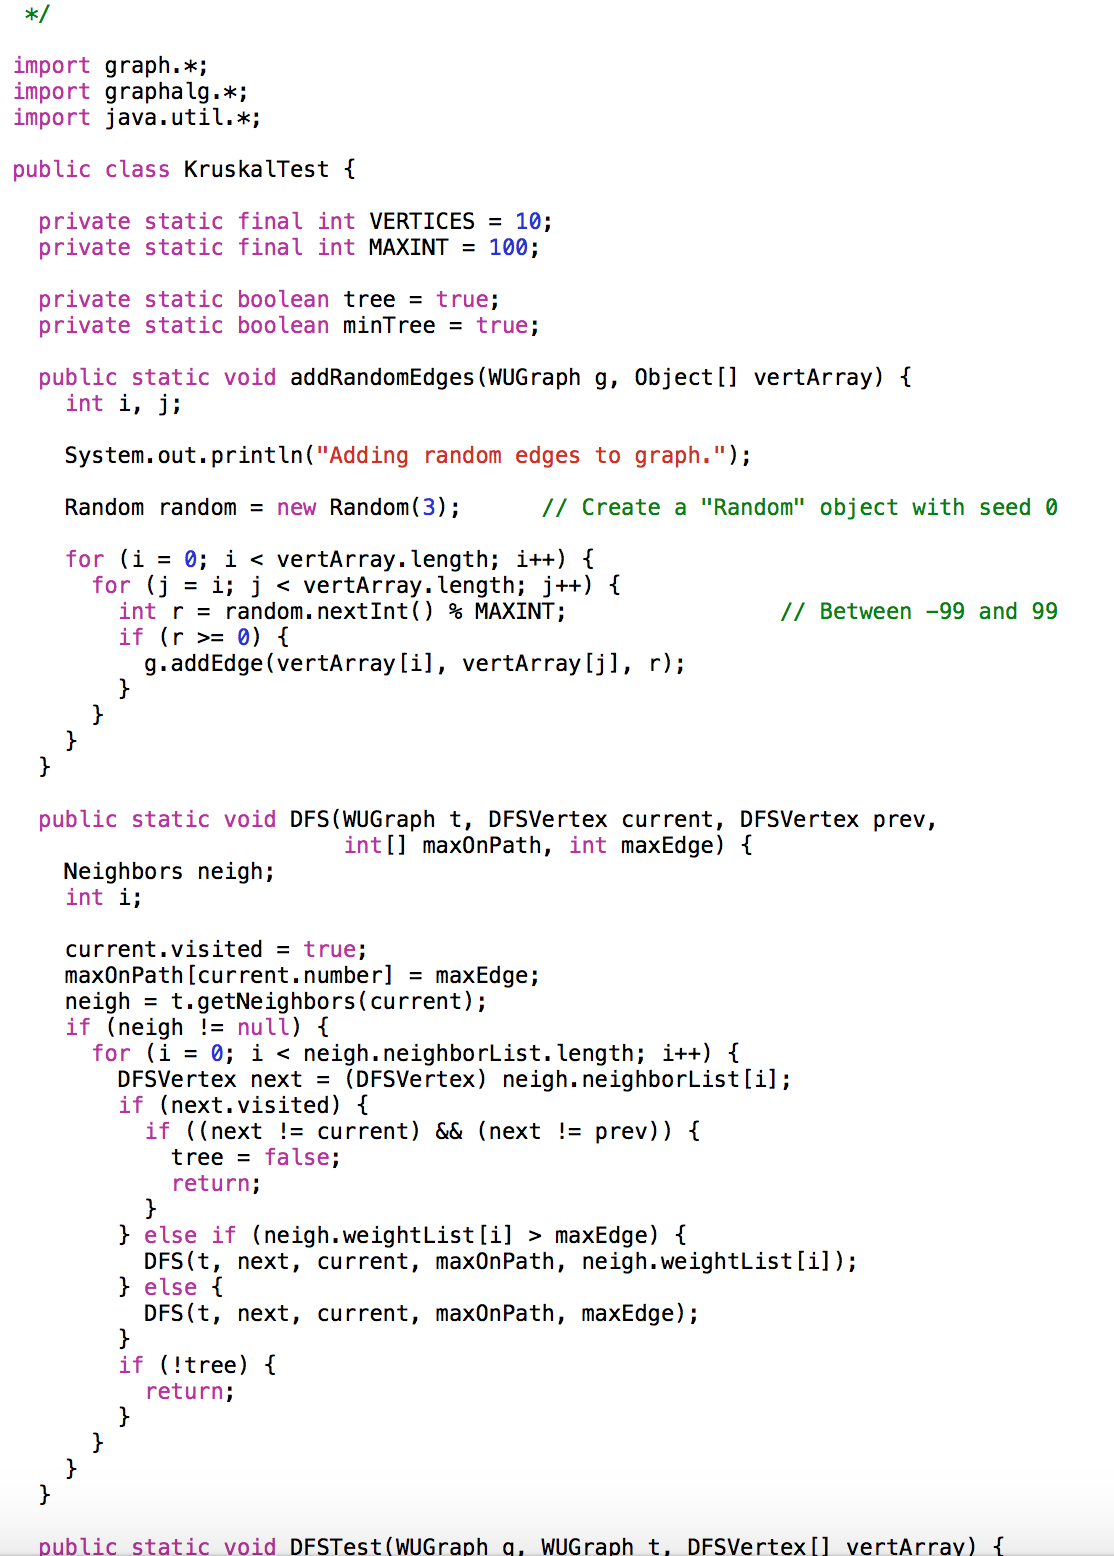 */
import graph.*;
import graphalg.*;
import java.util.*;
public class KruskalTest {
private static final int VERTICES = 10;
private static final int MAXINT = 100;
private static boolean tree = true;
private static boolean minTree = true;
public static void addRandomEdges(WUGraph g, Object[] vertArray) {
int i, j;
System.out.println("Adding random edges to graph.");
Random random = new Random(3);      // Create a "Random" object with seed 0
for (i = 0; i < vertArray.length; i++) {
for (j = i; j < vertArray.length; j++) {
int r = random.nextInt() % MAXINT;                // Between -99 and 99
if (r >= 0) {
g.addEdge(vertArray[i], vertArray[j], r);
}
}
}
}
public static void DFS(WUGraph t, DFSVertex current, DFSVertex prev,
int[] maxOnPath, int maxEdge) {
Neighbors neigh;
int i;
current.visited = true;
maxOnPath[current.number] = maxEdge;
neigh = t.getNeighbors(current);
if (neigh != null) {
for (i = 0; i < neigh.neighborList.length; i++) {
DFSVertex next = (DFSVertex) neigh.neighborList[i];
if (next.visited) {
if ((next != current) && (next != prev)) {
tree = false;
return;
}
} else if (neigh.weightList[i] > maxEdge) {
DFS(t, next, current, maxOnPath, neigh.weightList[i]);
} else {
DFS(t, next, current, maxOnPath, maxEdge);
}
if (!tree) {
return;
}
}
}
}
public static void DFSTest(WUGraph g, WUGraph t, DFSVertex[] vertArray) {